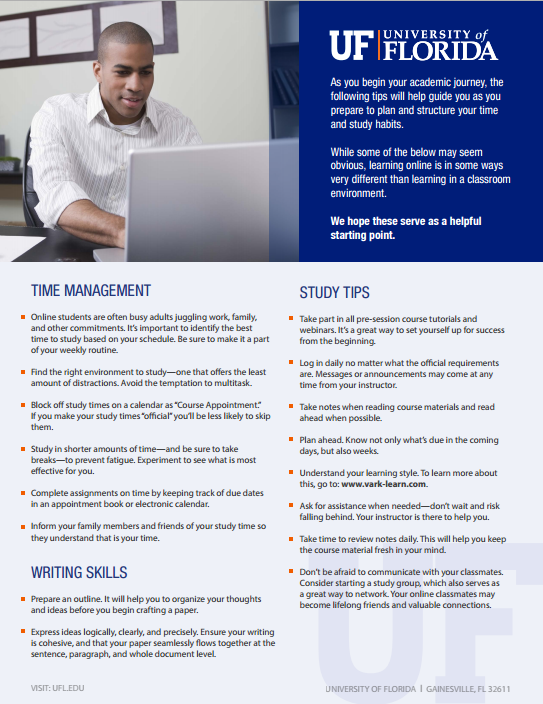 UF UNIVERSITY of
FLORIDA
As you begin your academic journey, the
following tips will help guide you as you
prepare to plan and structure your time
and study habits.
While some of the below may seem
obvious, learning online is in some ways
very different than learning in a classroom
environment.
We hope these serve as a helpful
starting point.
TIME MANAGEMENT
Online students are often busy adults juggling work, family,
and other commitments. It's important to identify the best
time to study based on your schedule. Be sure to make it a part
of your weekly routine.
Find the right environment to study—one that offers the least
amount of distractions. Avoid the temptation to multitask.
Block off study times on a calendar as "Course Appointment."
If you make your study times "official" you'll be less likely to skip
them.
Study in shorter amounts of time—and be sure to take
breaks—to prevent fatigue. Experiment to see what is most
effective for you.
Complete assignments on time by keeping track of due dates
in an appointment book or electronic calendar.
Inform your family members and friends of your study time so
they understand that is your time.
WRITING SKILLS
Prepare an outline. It will help you to organize your thoughts
and ideas before you begin crafting a paper.
Express ideas logically, clearly, and precisely. Ensure your writing
is cohesive, and that your paper seamlessly flows together at the
sentence, paragraph, and whole document level.
STUDY TIPS
Take part in all pre-session course tutorials and
webinars. It's a great way to set yourself up for success
from the beginning.
Log in daily no matter what the official requirements
are. Messages or announcements may come at any
time from your instructor.
Take notes when reading course materials and read
ahead when possible.
Plan ahead. Know not only what's due in the coming
days, but also weeks.
Understand your learning style. To learn more about
this, go to: www.vark-learn.com.
Ask for assistance when needed—don't wait and risk
falling behind. Your instructor is there to help you.
Take time to review notes daily. This will help you keep
the course material fresh in your mind.
Don't be afraid to communicate with your classmates.
Consider starting a study group, which also serves as
a great way to network. Your online classmates may
become lifelong friends and valuable connections.
UF
VISIT: UFL.EDU
UNIVERSITY OF FLORIDA | GAINESVILLE, FL 32611